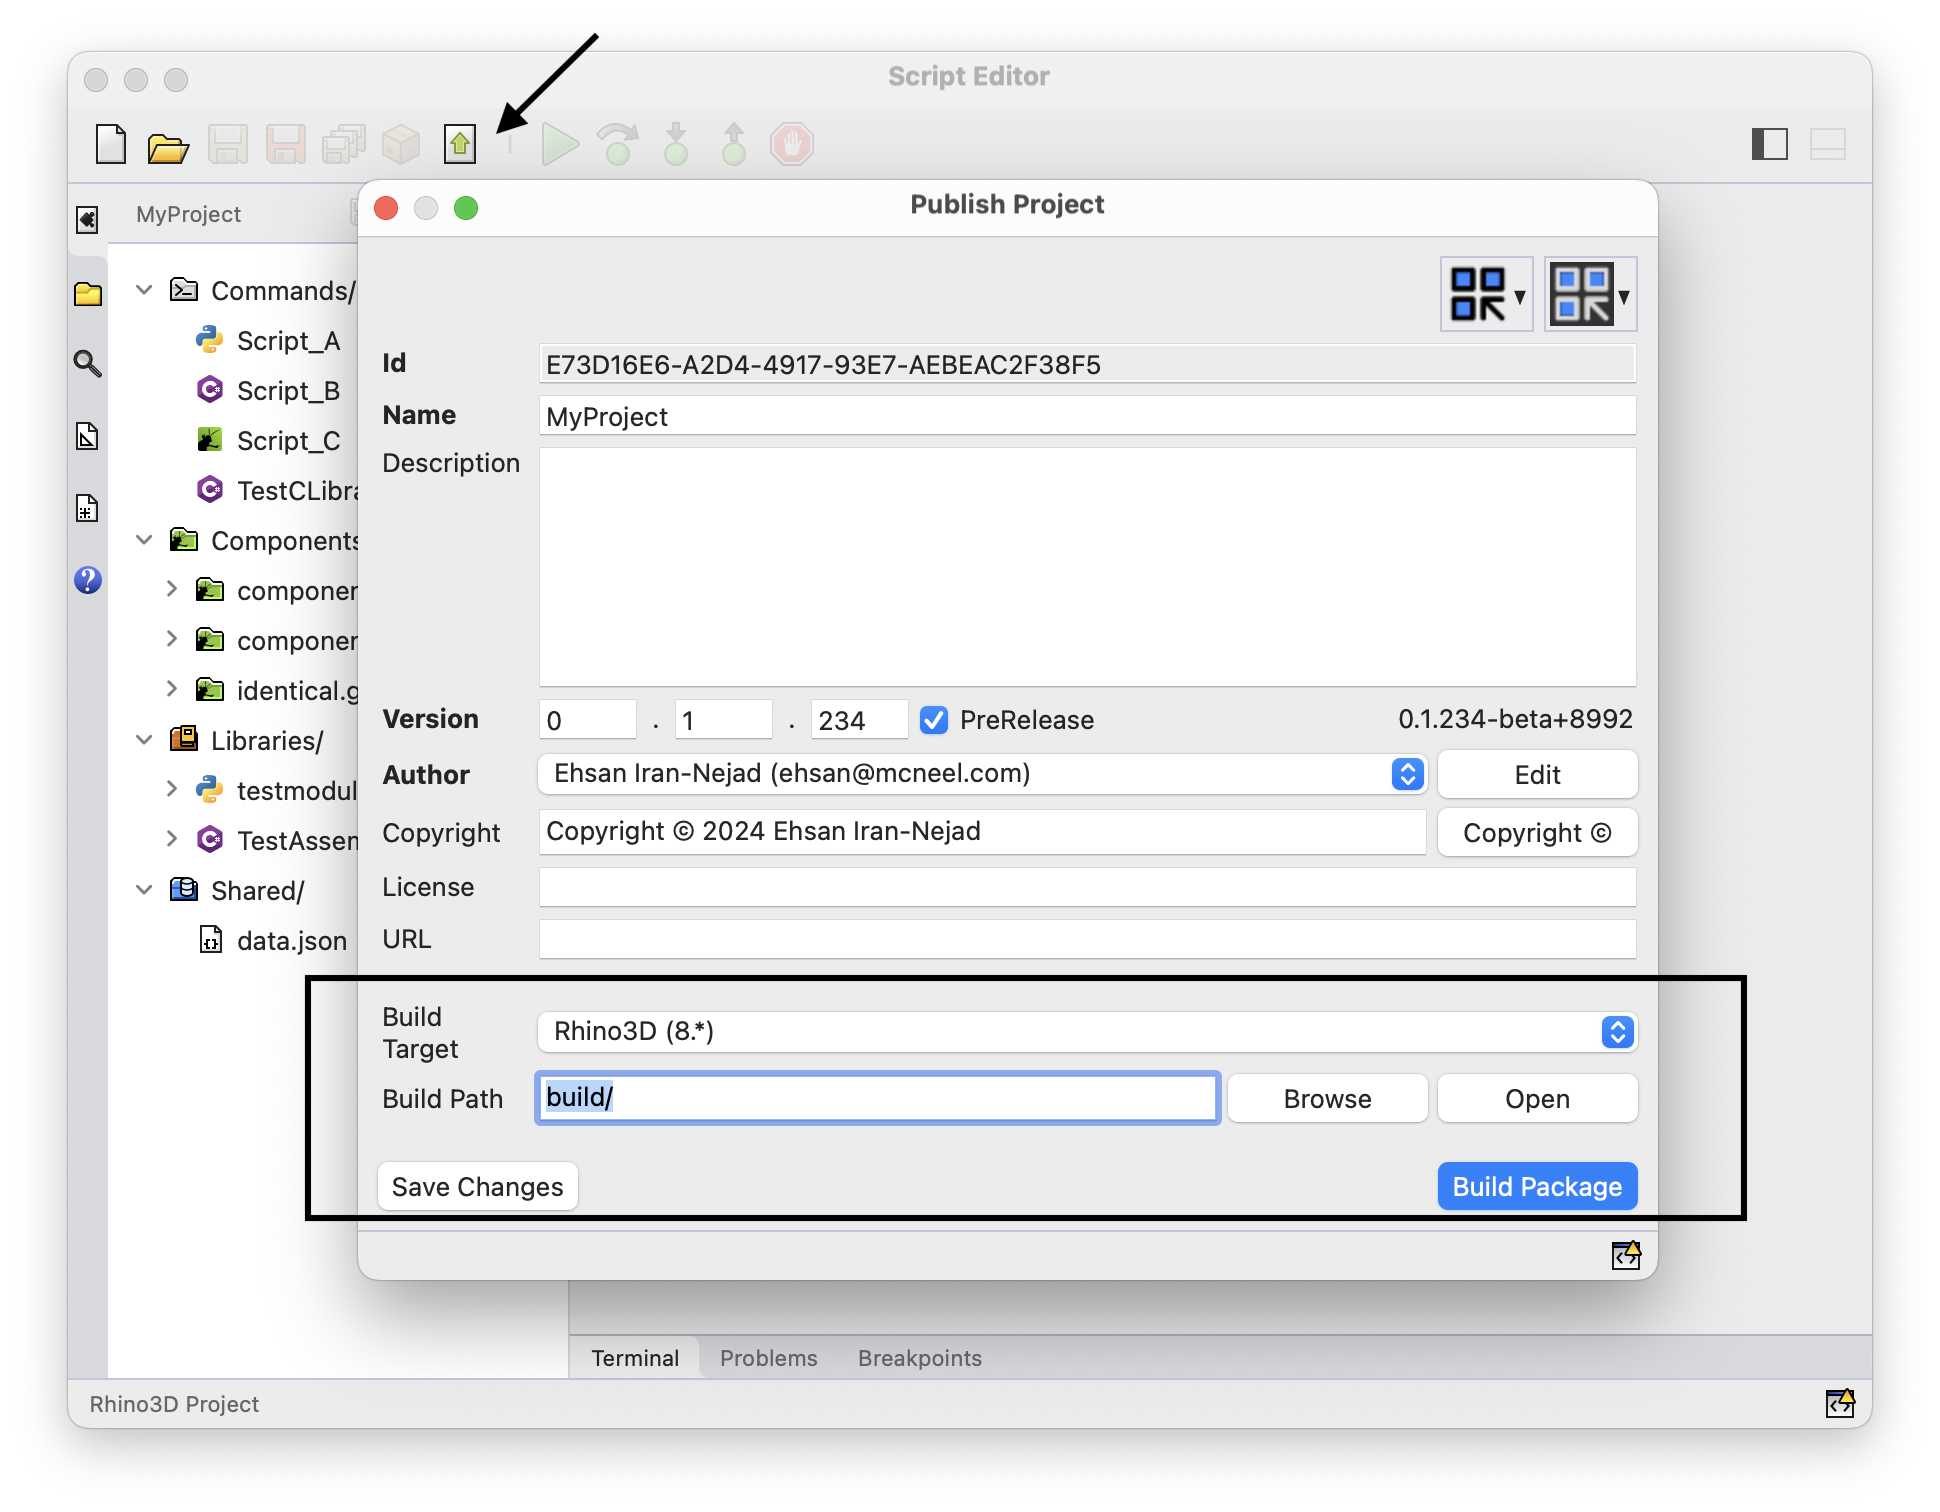 Script Editor
MyProject
Commands/
Script_A
Script_B
Script_C
TestCLibra
Components
componen
componen
identical.g
Libraries/
testmodul
TestAssem
Shared/
data.json
Publish Project
Id
E73D16E6-A2D4-4917-93E7-AEBEAC2F38F5
Name
MyProject
Description
Version
0 . 1 . 234 PreRelease 0.1.234-beta+8992
Author
Ehsan Iran-Nejad (ehsan@mcneel.com) Edit
Copyright
Copyright © 2024 Ehsan Iran-Nejad Copyright ©
License
URL
Build
Target
Rhino3D (8.*)
Build Path
build/ Browse Open
Save Changes Build Package
Terminal Problems Breakpoints
Rhino3D Project